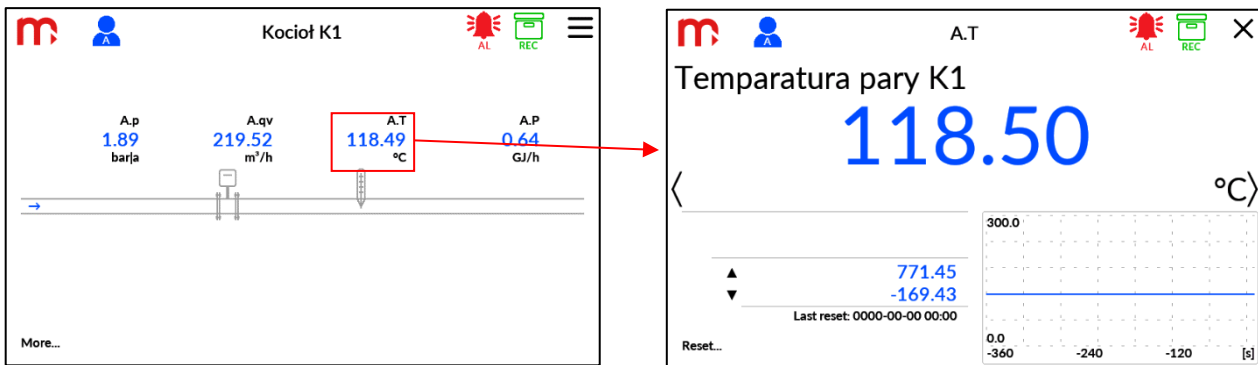 Kocioł K1
A
AL
REC
A.p
A.qv
A.T
A.P
1.89
219.52
118.49
0.64
bar|a
m³/h
°C
GJ/h
→
More...
A
A.T
AL
REC
Temparatura pary K1
118.50
°C
▲ 771.45
▼ -169.43
Last reset: 0000-00-00 00:00
Reset...
300.0
0.0
-360 -240 -120 [s]